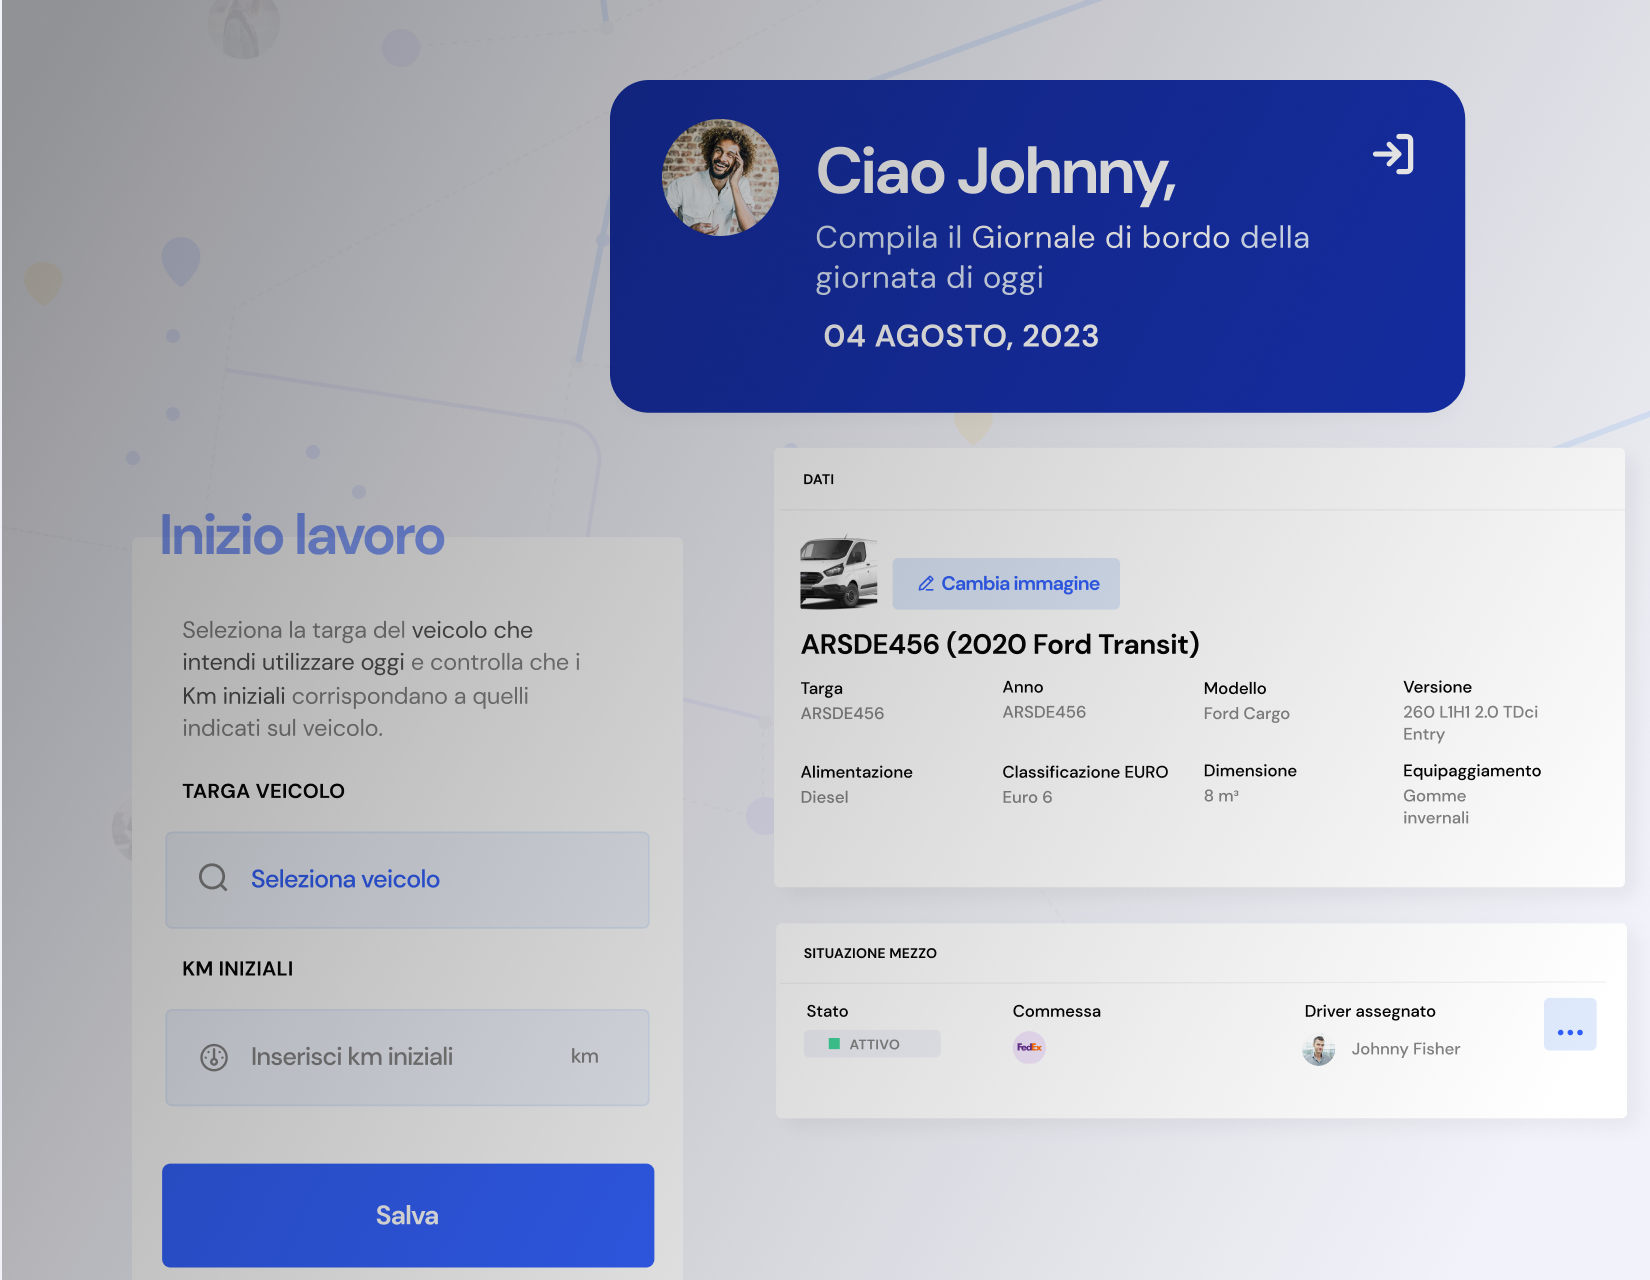 Ciao Johnny,
Compila il Giornale di bordo della
giornata di oggi
04 AGOSTO, 2023
Inizio lavoro
Seleziona la targa del veicolo che
intendi utilizzare oggi e controlla che i
Km iniziali corrispondano a quelli
indicati sul veicolo.
TARGA VEICOLO
Seleziona veicolo
KM INIZIALI
Inserisci km iniziali km
Salva
DATI
Cambia immagine
ARSDE456 (2020 Ford Transit)
Targa Anno Modello Versione
ARSDE456 ARSDE456 Ford Cargo 260 L1H1 2.0 TDci
Entry
Alimentazione Classificazione EURO Dimensione Equipaggiamento
Diesel Euro 6 8 m³ Gomme
invernali
SITUAZIONE MEZZO
Stato Commessa Driver assegnato
ATTIVO FedEx Johnny Fisher